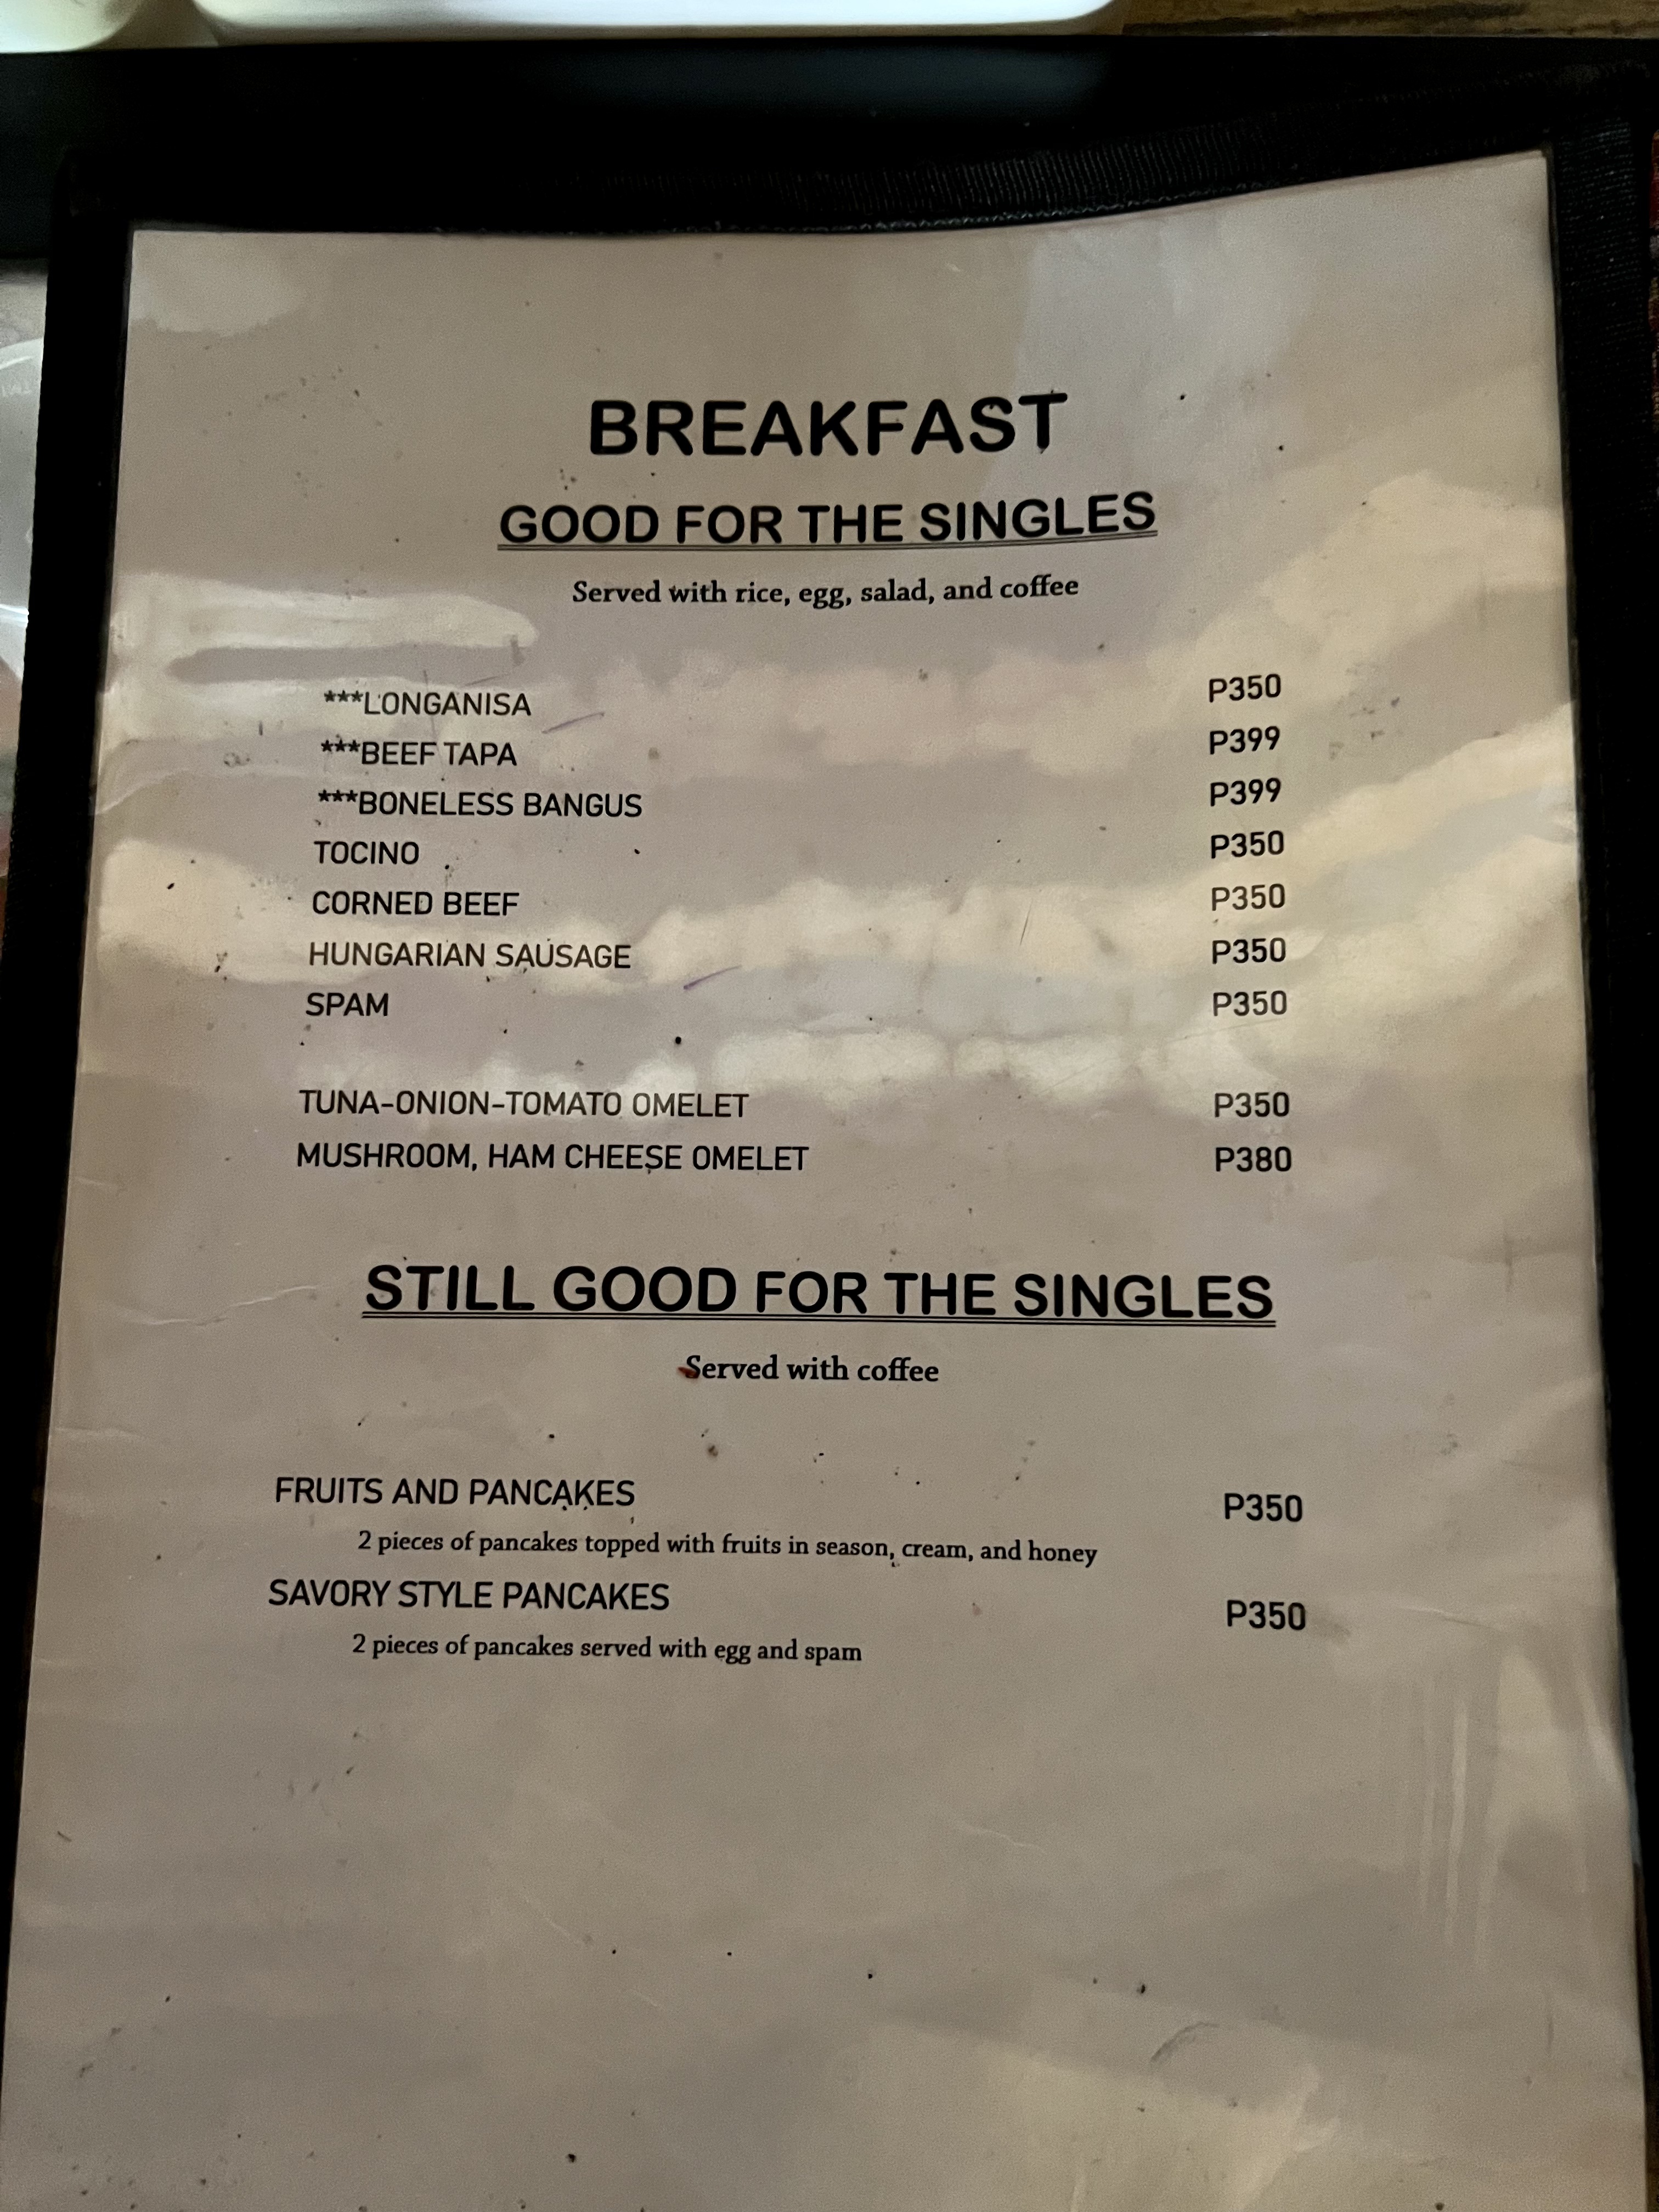 BREAKFAST
GOOD FOR THE SINGLES
Served with rice, egg, salad, and coffee
***LONGANISA P350
***BEEF TAPA P399
***BONELESS BANGUS P399
TOCINO P350
CORNED BEEF P350
HUNGARIAN SAUSAGE P350
SPAM P350
TUNA-ONION-TOMATO OMELET P350
MUSHROOM, HAM CHEESE OMELET P380
STILL GOOD FOR THE SINGLES
Served with coffee
FRUITS AND PANCAKES P350
2 pieces of pancakes topped with fruits in season, cream, and honey
SAVORY STYLE PANCAKES P350
2 pieces of pancakes served with egg and spam